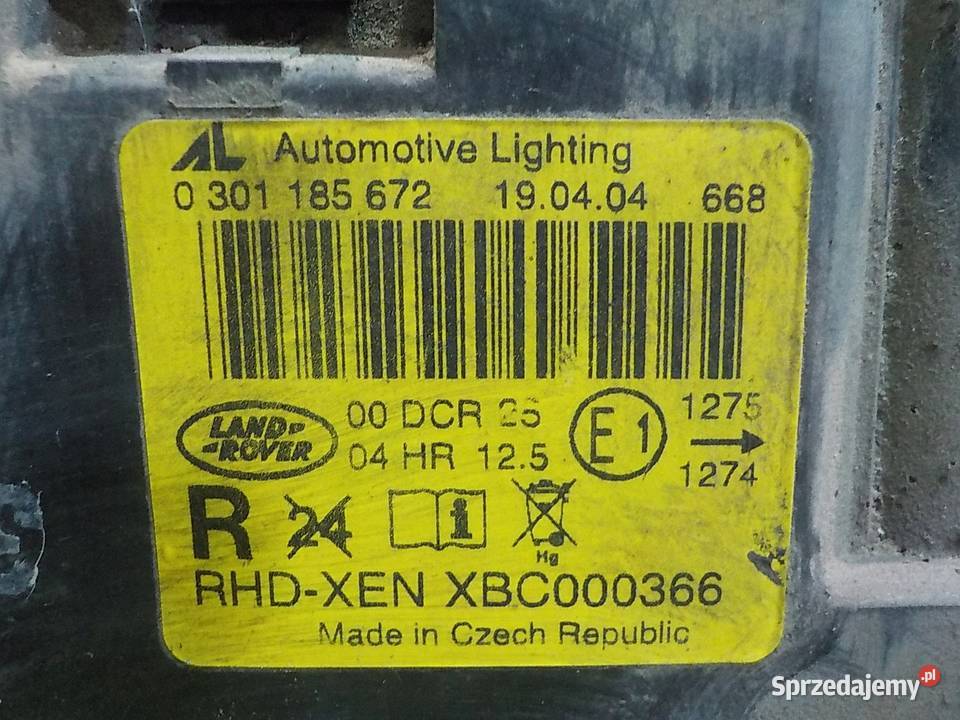 AL Automotive Lighting
0 301 185 672 19.04.04 668
LAND ROVER
00 DCR 26
04 HR 12.5
E1
1275
1274
R 24 i
Hg
RHD-XEN XBC000366
Made in Czech Republic
Sprzedajemy.pl